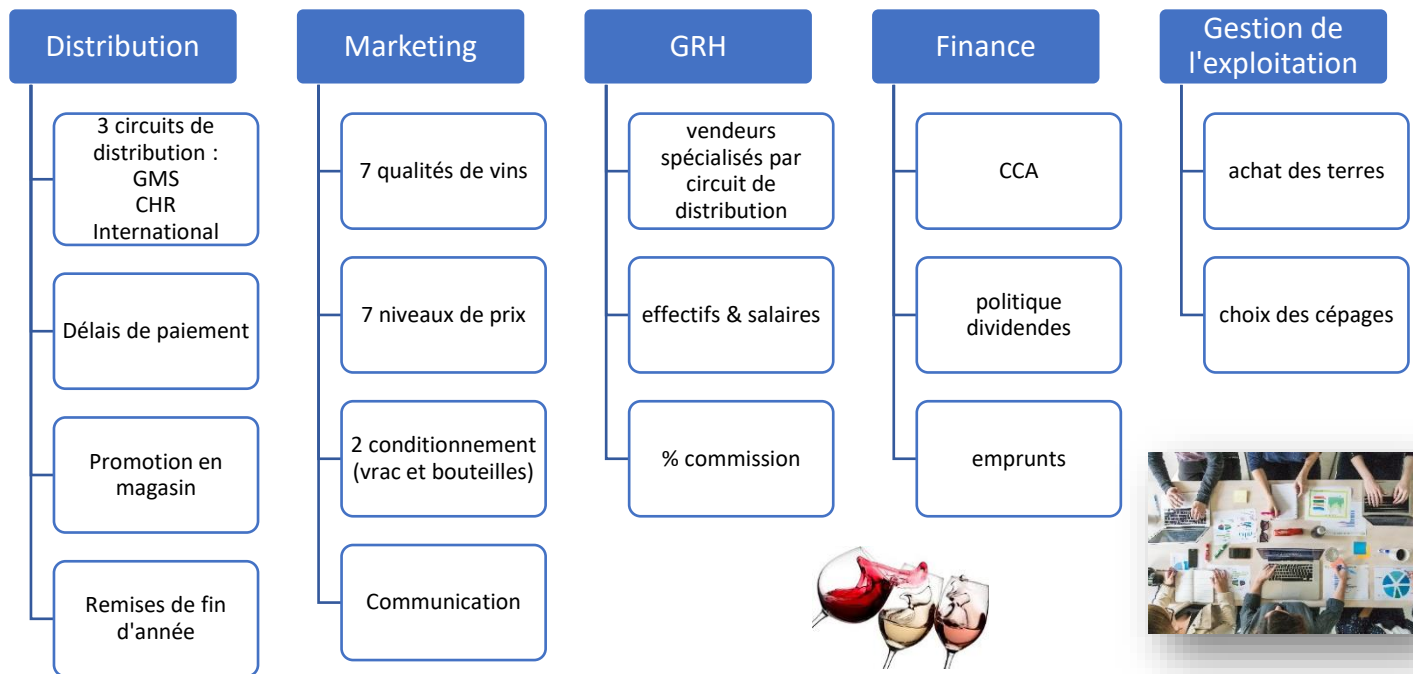 Distribution
3 circuits de
distribution :
GMS
CHR
International
Délais de paiement
Promotion en
magasin
Remises de fin
d'année
Marketing
7 qualités de vins
7 niveaux de prix
2 conditionnement
(vrac et bouteilles)
Communication
GRH
vendeurs
spécialisés par
circuit de
distribution
effectifs & salaires
% commission
Finance
CCA
politique
dividendes
emprunts
Gestion de
l'exploitation
achat des terres
choix des cépages